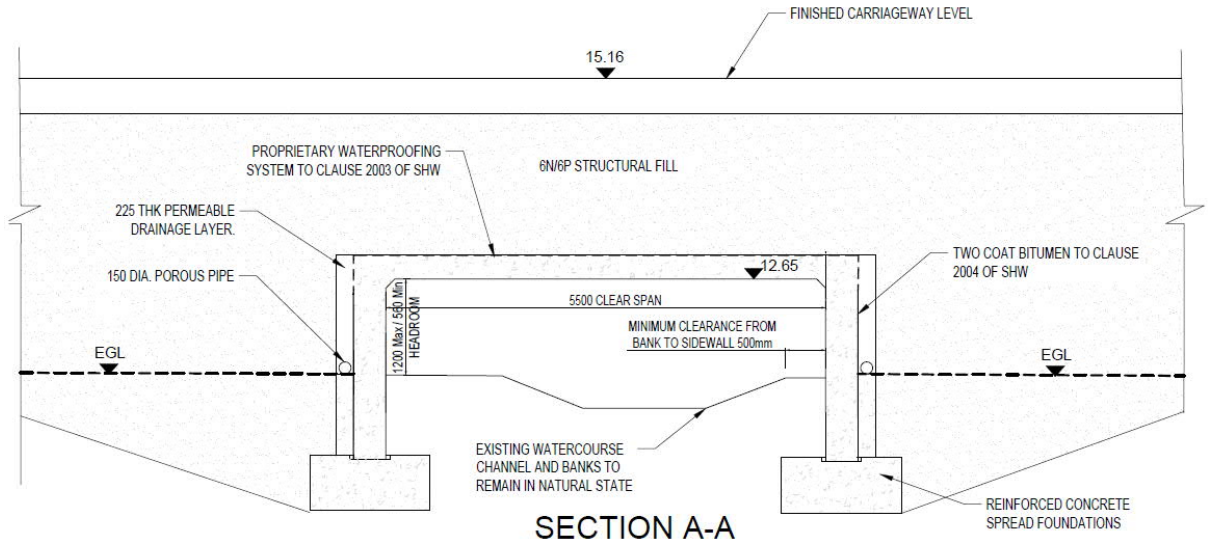 FINISHED CARRIAGEWAY LEVEL
15.16
PROPRIETARY WATERPROOFING
SYSTEM TO CLAUSE 2003 OF SHW
6N/6P STRUCTURAL FILL
225 THK PERMEABLE
DRAINAGE LAYER.
150 DIA. POROUS PIPE
TWO COAT BITUMEN TO CLAUSE
2004 OF SHW
12.65
5500 CLEAR SPAN
1200 Max / 560 Min
HEADROOM
MINIMUM CLEARANCE FROM
BANK TO SIDEWALL 500mm
EGL
EGL
EXISTING WATERCOURSE
CHANNEL AND BANKS TO
REMAIN IN NATURAL STATE
REINFORCED CONCRETE
SPREAD FOUNDATIONS
SECTION A-A